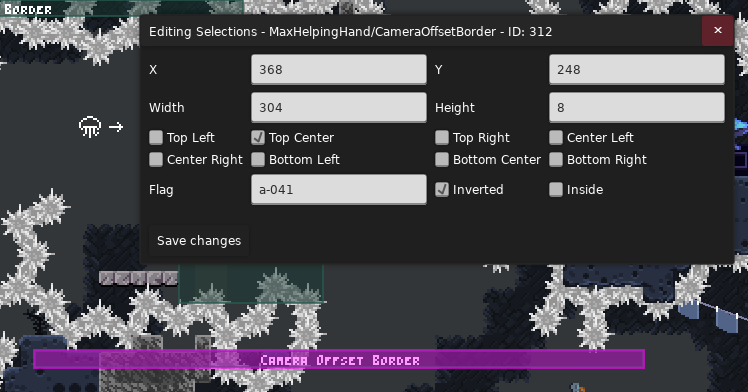 Border
Editing Selections - MaxHelpingHand/CameraOffsetBorder - ID: 312
X 368 Y 248
Width 304 Height 8
Top Left Top Center Top Right Center Left
Center Right Bottom Left Bottom Center Bottom Right
Flag a-041 Inverted Inside
Save changes
Camera Offset Border